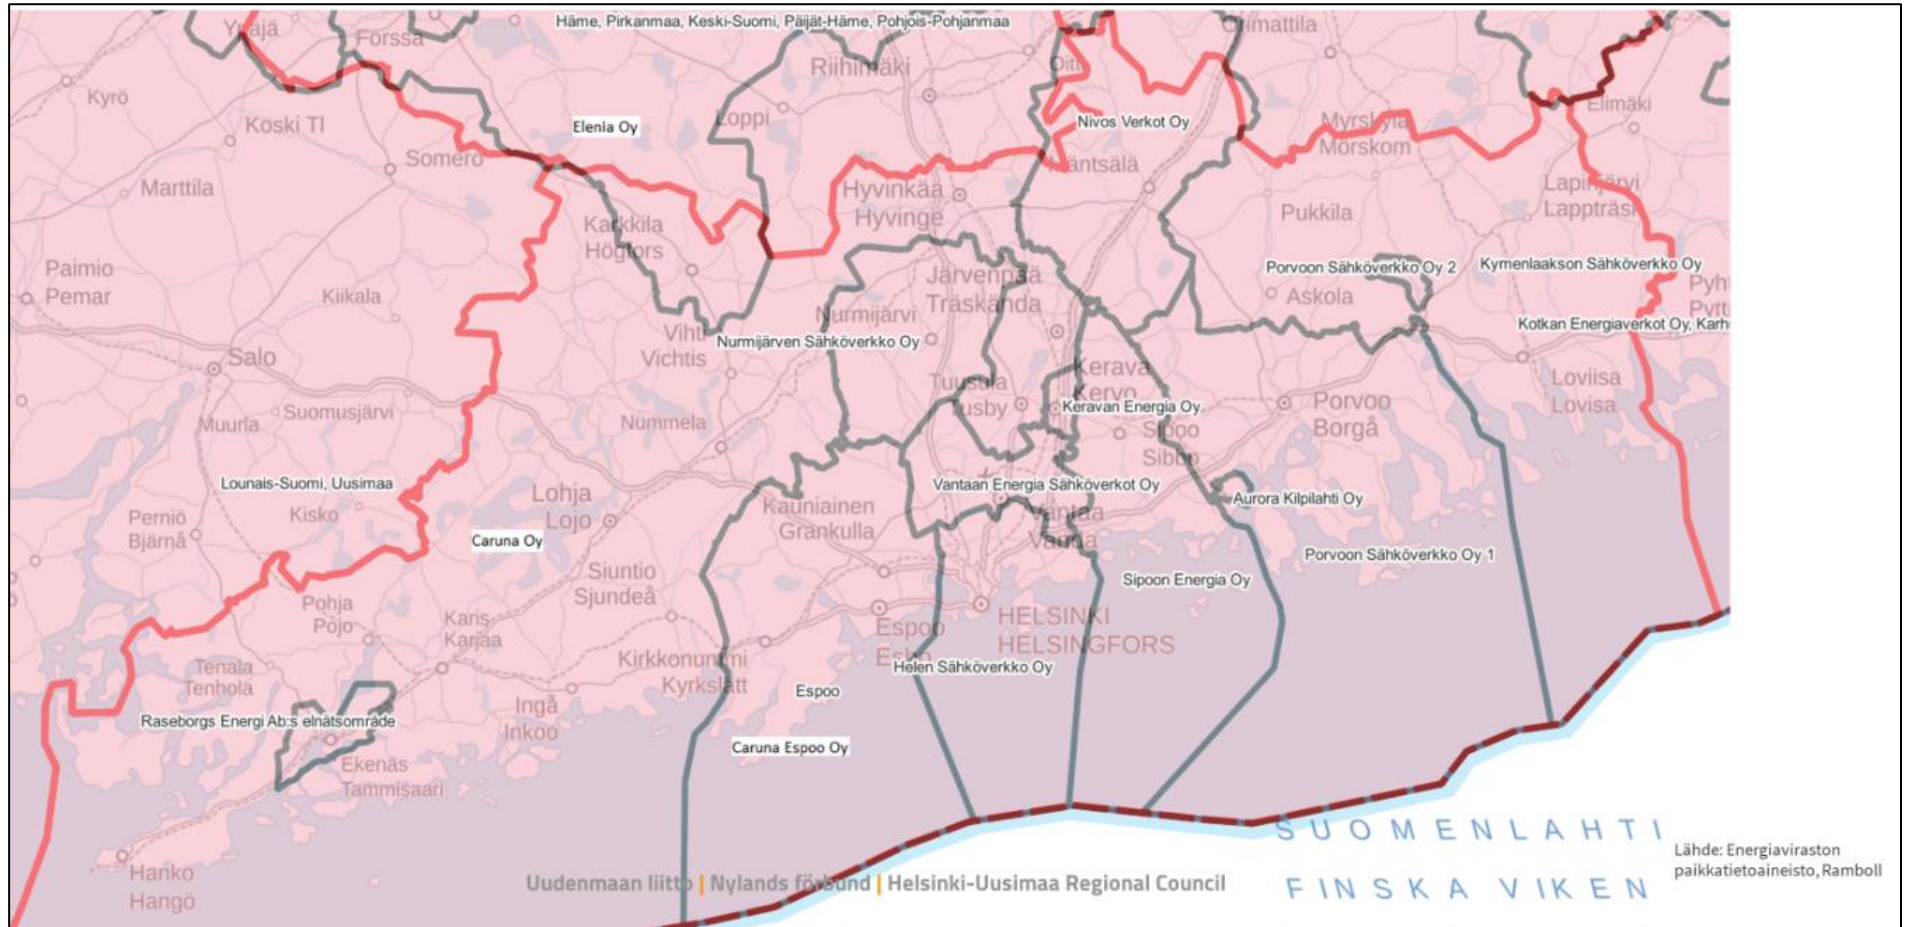 Häme, Pirkanmaa, Keski-Suomi, Päijät-Häme, Pohjois-Pohjanmaa
Ypäjä
Forssa
Orimattila
Riihimäki
Oitti
Kyrö
Koski Tl
Loppi
Elenia Oy
Nivos Verkot Oy
Myrskylä
Mörskom
Elimäki
Somero
Mäntsälä
Marttila
Hyvinkää
Hyvinge
Lapinjärvi
Lappträsk
Pukkila
Karkkila
Högfors
Paimio
Pemar
Kiikala
Järvenpää
Träskända
Porvoon Sähköverkko Oy 2
Kymenlaakson Sähköverkko Oy
Askola
Pyht
Pytti
Nurmijärvi
Kotkan Energiaverkot Oy, Karh
Vihti
Vichtis
Nurmijärven Sähköverkko Oy
Salo
Kerava
Kervo
Tuusula
Tusby
Loviisa
Lovisa
Suomusjärvi
Muurla
Nummela
Keravan Energia Oy
Porvoo
Borgå
Sipoo
Sibbo
Lounais-Suomi, Uusimaa
Vantaan Energia Sähköverkot Oy
Lohja
Lojo
Kauniainen
Grankulla
Aurora Kilpilahti Oy
Perniö
Bjärnå
Kisko
Vantaa
Vanda
Caruna Oy
Porvoon Sähköverkko Oy 1
Siuntio
Sjundeå
Sipoon Energia Oy
Pohja
Pojo
Karis
Karjaa
HELSINKI
HELSINGFORS
Espoo
Esbo
Helen Sähköverkko Oy
Tenala
Tenhola
Kirkkonummi
Kyrkslätt
Espoo
Ingå
Inkoo
Raseborgs Energi Ab:s elnätsområde
Caruna Espoo Oy
Ekenäs
Tammisaari
SUOMENLAHTI
FINSKA VIKEN
Lähde: Energiaviraston
paikkatietoaineisto, Ramboll
Hanko
Hangö
Uudenmaan liitto | Nylands förbund | Helsinki-Uusimaa Regional Council